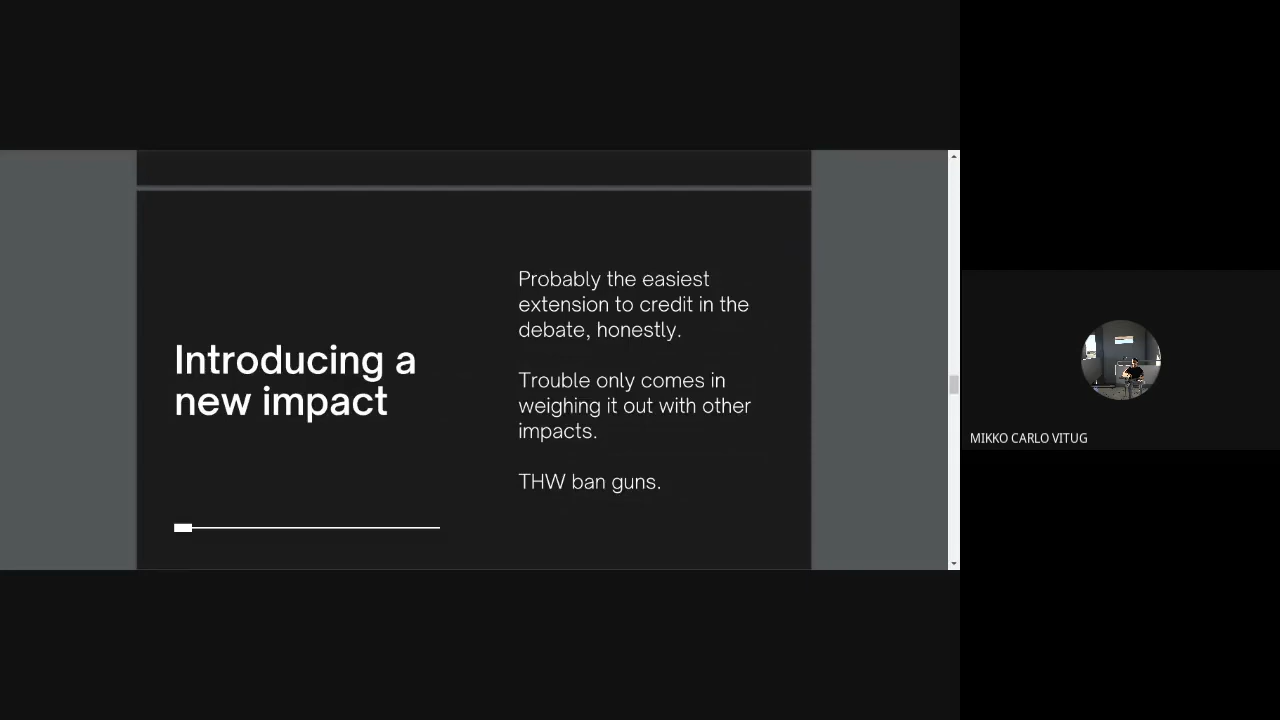 Introducing a
new impact
Probably the easiest
extension to credit in the
debate, honestly.
Trouble only comes in
weighing it out with other
impacts.
THW ban guns.
MIKKO CARLO VITUG